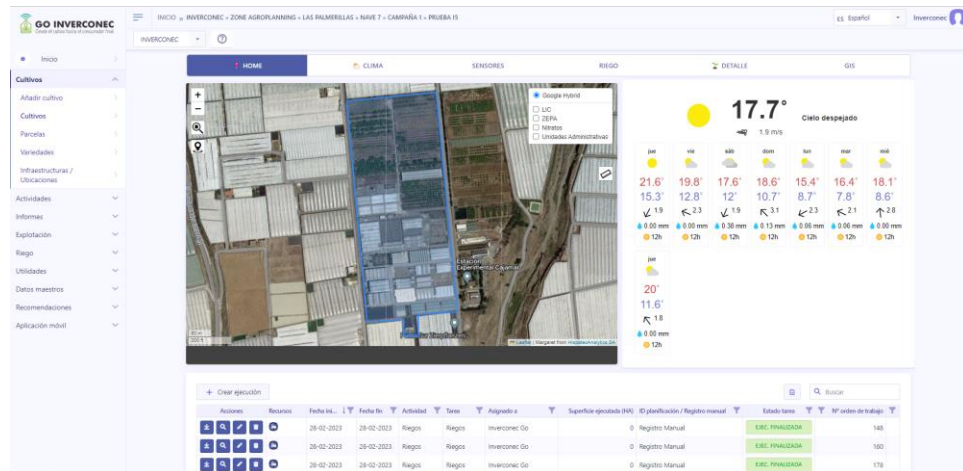 GO INVERCONEC
INICIO » INVERCONEC » ZONE AGROPLANNING » LAS PALMERILLAS » NAVE 7 » CAMPAÑA I » PRUEBA IS
ES Español
Inverconec
INVERCONEC
Inicio
Cultivos
Añadir cultivo
Cultivos
Parcelas
Variedades
Infraestructuras /
Ubicaciones
Actividades
Informes
Explotación
Riego
Utilidades
Datos maestros
Recomendaciones
Aplicación móvil
HOME CLIMA SENSORES RIEGO DETALLE GIS
+
−
Google Hybrid
LIC
ZEPA
Nitratos
Unidades Administrativas
Estación
Experimental Cajamar
17.7° Cielo despejado
1.9 m/s
jue vie sáb dom lun mar mié
21.6° 19.8° 17.6° 18.6° 15.4° 16.4° 18.1°
15.3° 12.8° 12° 10.7° 8.7° 7.8° 8.6°
1.9 2.3 1.9 3.1 2.3 2.1 2.8
0.00 mm 0.00 mm 0.38 mm 0.13 mm 0.06 mm 0.06 mm 0.00 mm
12h 12h 12h 12h 12h 12h 12h
jue
20°
11.6°
1.8
0.00 mm
12h
+ Crear ejecución
Buscar
Acciones Recursos Fecha ini... Fecha fin Actividad Tarea Asignado a Superficie ejecutada (HA) ID planificación / Registro manual Estado tarea Nº orden de trabajo
28-02-2023 28-02-2023 Riegos Riegos Inverconec Go 0 Registro Manual EJEC. FINALIZADA 148
28-02-2023 28-02-2023 Riegos Riegos Inverconec Go 0 Registro Manual EJEC. FINALIZADA 160
28-02-2023 28-02-2023 Riegos Riegos Inverconec Go 0 Registro Manual EJEC. FINALIZADA 178